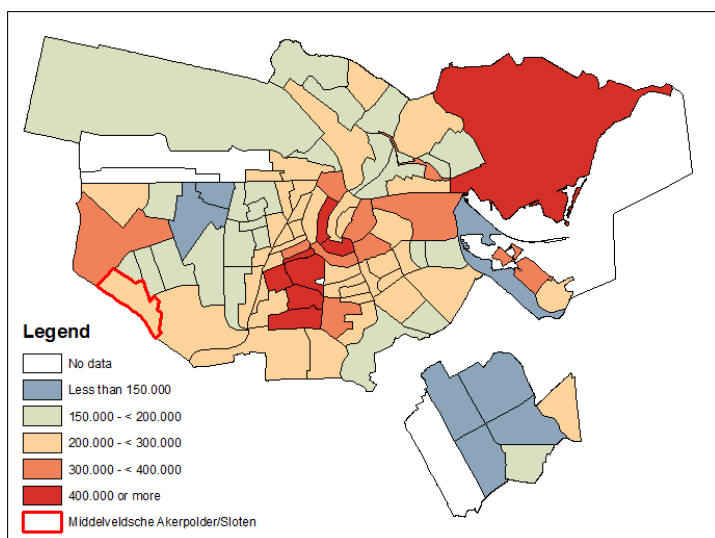 Legend
No data
Less than 150.000
150.000 - < 200.000
200.000 - < 300.000
300.000 - < 400.000
400.000 or more
Middelveldsche Akerpolder/Sloten